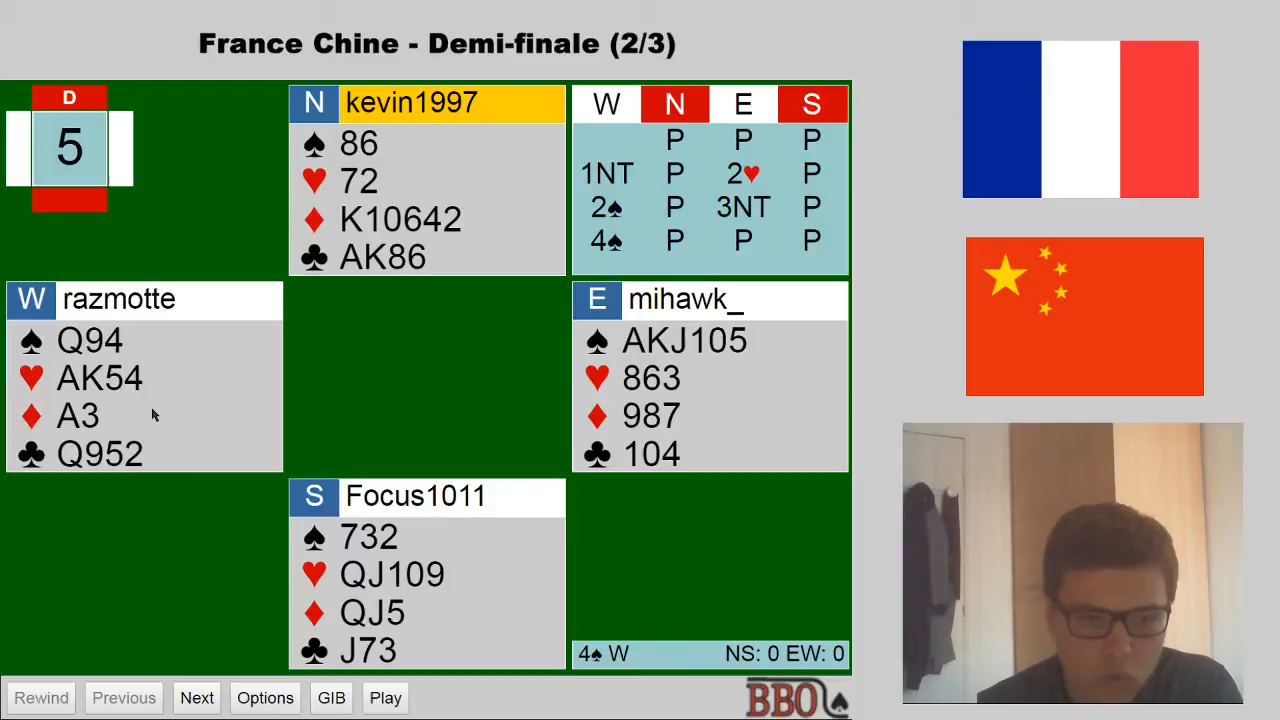 France Chine - Demi-finale (2/3)
D
5
N kevin1997
♠ 86
♥ 72
♦ K10642
♣ AK86
W N E S
P P P
1NT P 2♥ P
2♠ P 3NT P
4♠ P P P
W razmotte
♠ Q94
♥ AK54
♦ A3
♣ Q952
E mihawk_
♠ AKJ105
♥ 863
♦ 987
♣ 104
S Focus1011
♠ 732
♥ QJ109
♦ QJ5
♣ J73
4♠ W NS: 0 EW: 0
Rewind Previous Next Options GIB Play
BBO